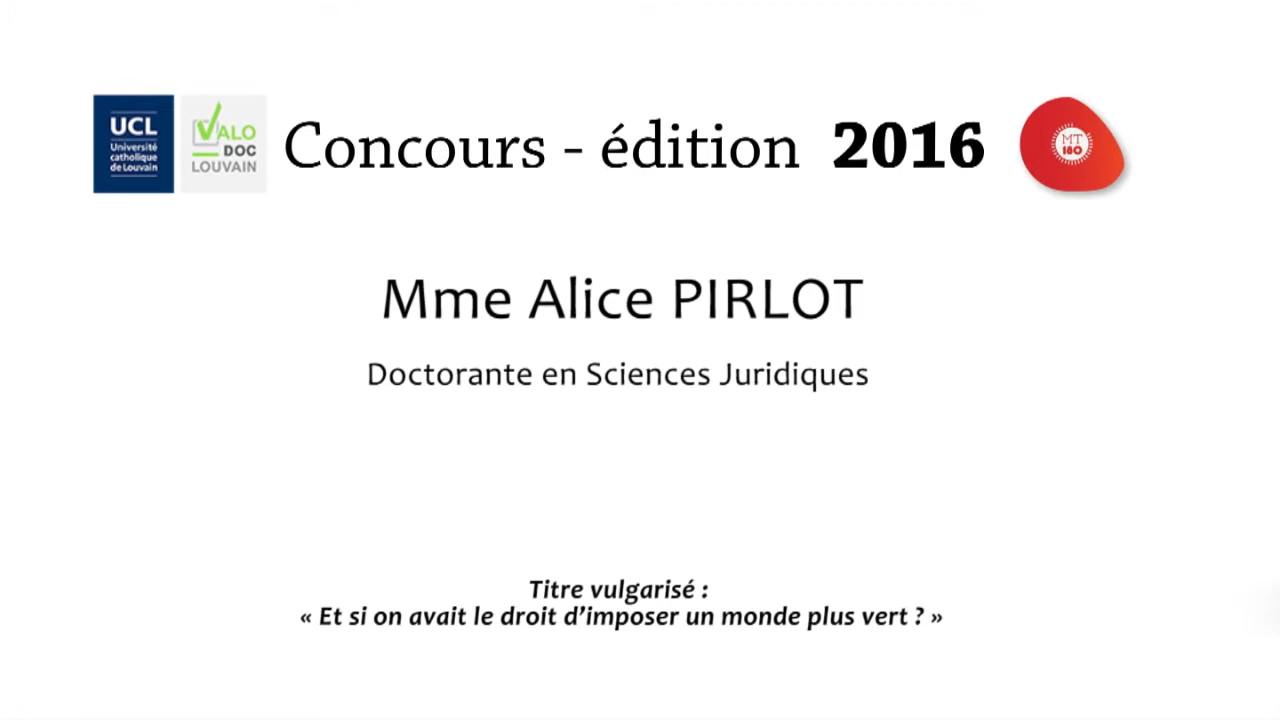 UCL
Université
catholique
de Louvain
VALO
DOC
LOUVAIN
Concours - édition 2016
MT
180
Mme Alice PIRLOT
Doctorante en Sciences Juridiques
Titre vulgarisé :
« Et si on avait le droit d’imposer un monde plus vert ? »